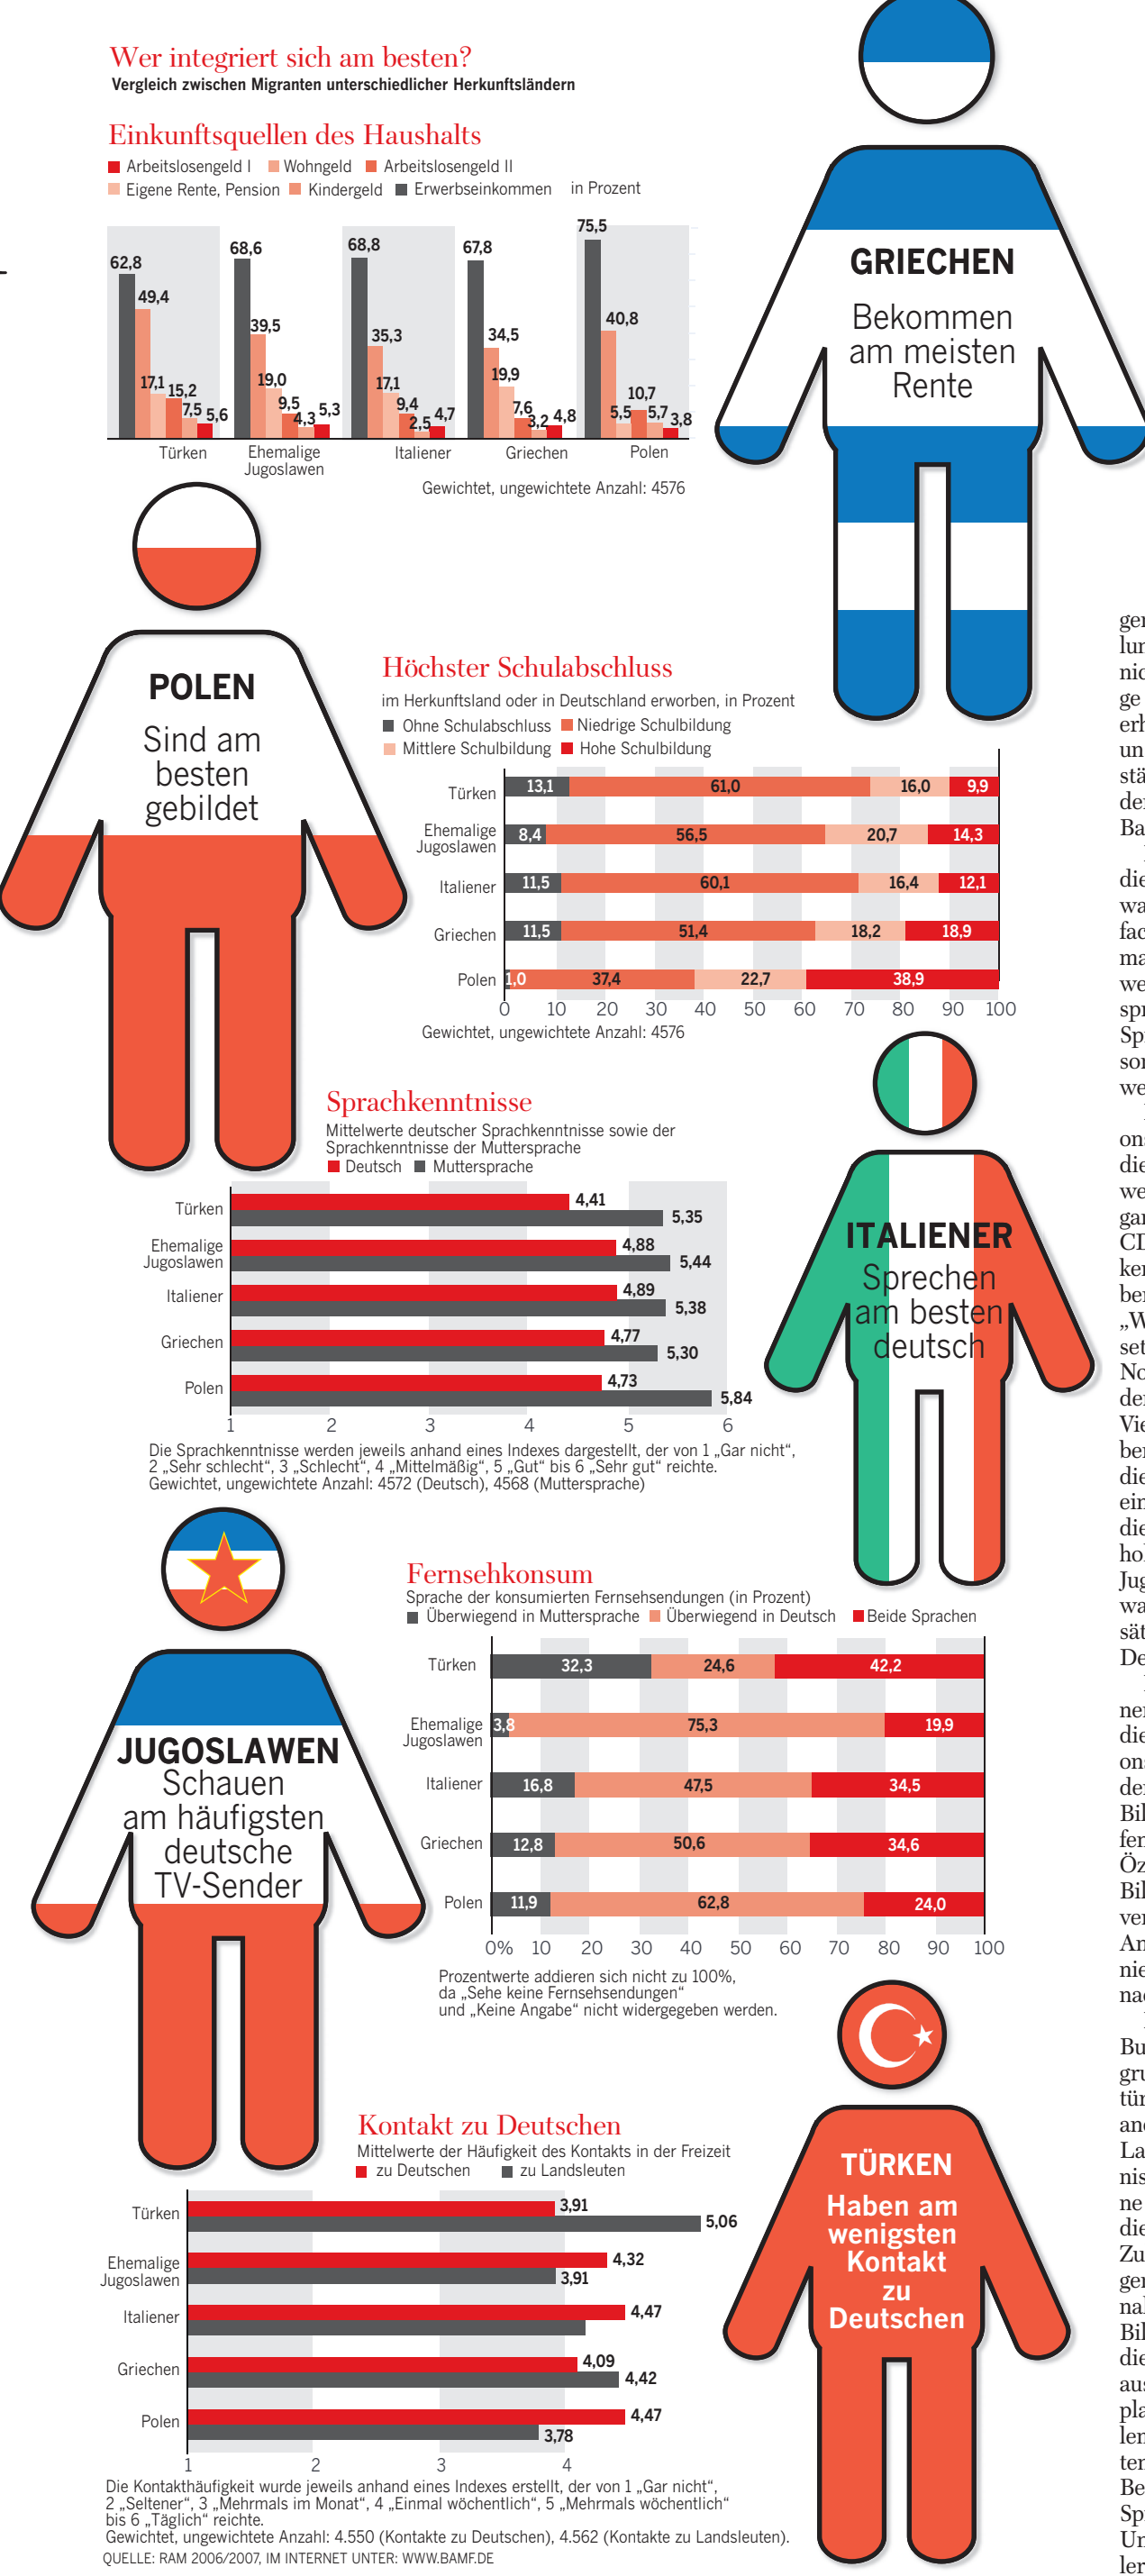 Wer integriert sich am besten?
Vergleich zwischen Migranten unterschiedlicher Herkunftsländern
Einkunftsquellen des Haushalts
Arbeitslosengeld I Wohngeld Arbeitslosengeld II
Eigene Rente, Pension Kindergeld Erwerbseinkommen in Prozent
62,8 49,4 17,1 15,2 7,5 5,6
68,6 39,5 19,0 9,5 4,3 5,3
68,8 35,3 17,1 9,4 2,5 4,7
67,8 34,5 19,9 7,6 3,2 4,8
75,5 40,8 5,5 10,7 5,7 3,8
Türken Ehemalige Italiener Griechen Polen
Jugoslawen
Gewichtet, ungewichtete Anzahl: 4576
GRIECHEN
Bekommen
am meisten
Rente
POLEN
Sind am
besten
gebildet
Höchster Schulabschluss
im Herkunftsland oder in Deutschland erworben, in Prozent
Ohne Schulabschluss Niedrige Schulbildung
Mittlere Schulbildung Hohe Schulbildung
Türken 13,1 61,0 16,0 9,9
Ehemalige
Jugoslawen 8,4 56,5 20,7 14,3
Italiener 11,5 60,1 16,4 12,1
Griechen 11,5 51,4 18,2 18,9
Polen 1,0 37,4 22,7 38,9
0 10 20 30 40 50 60 70 80 90 100
Gewichtet, ungewichtete Anzahl: 4576
Sprachkenntnisse
Mittelwerte deutscher Sprachkenntnisse sowie der
Sprachkenntnisse der Muttersprache
Deutsch Muttersprache
Türken 4,41 5,35
Ehemalige
Jugoslawen 4,88 5,44
Italiener 4,89 5,38
Griechen 4,77 5,30
Polen 4,73 5,84
1 2 3 4 5 6
Die Sprachkenntnisse werden jeweils anhand eines Indexes dargestellt, der von 1 „Gar nicht“,
2 „Sehr schlecht“, 3 „Schlecht“, 4 „Mittelmäßig“, 5 „Gut“ bis 6 „Sehr gut“ reichte.
Gewichtet, ungewichtete Anzahl: 4572 (Deutsch), 4568 (Muttersprache)
ITALIENER
Sprechen
am besten
deutsch
JUGOSLAWEN
Schauen
am häufigsten
deutsche
TV-Sender
Fernsehkonsum
Sprache der konsumierten Fernsehsendungen (in Prozent)
Überwiegend in Muttersprache Überwiegend in Deutsch Beide Sprachen
Türken 32,3 24,6 42,2
Ehemalige
Jugoslawen 3,8 75,3 19,9
Italiener 16,8 47,5 34,5
Griechen 12,8 50,6 34,6
Polen 11,9 62,8 24,0
0% 10 20 30 40 50 60 70 80 90 100
Prozentwerte addieren sich nicht zu 100%,
da „Sehe keine Fernsehsendungen“
und „Keine Angabe“ nicht widergegeben werden.
Kontakt zu Deutschen
Mittelwerte der Häufigkeit des Kontakts in der Freizeit
zu Deutschen zu Landsleuten
Türken 3,91 5,06
Ehemalige
Jugoslawen 4,32 3,91
Italiener 4,47
Griechen 4,09 4,42
Polen 4,47 3,78
1 2 3 4
Die Kontakthäufigkeit wurde jeweils anhand eines Indexes erstellt, der von 1 „Gar nicht“,
2 „Seltener“, 3 „Mehrmals im Monat“, 4 „Einmal wöchentlich“, 5 „Mehrmals wöchentlich“
bis 6 „Täglich“ reichte.
Gewichtet, ungewichtete Anzahl: 4.550 (Kontakte zu Deutschen), 4.562 (Kontakte zu Landsleuten).
QUELLE: RAM 2006/2007, IM INTERNET UNTER: WWW.BAMF.DE
TÜRKEN
Haben am
wenigsten
Kontakt
zu
Deutschen